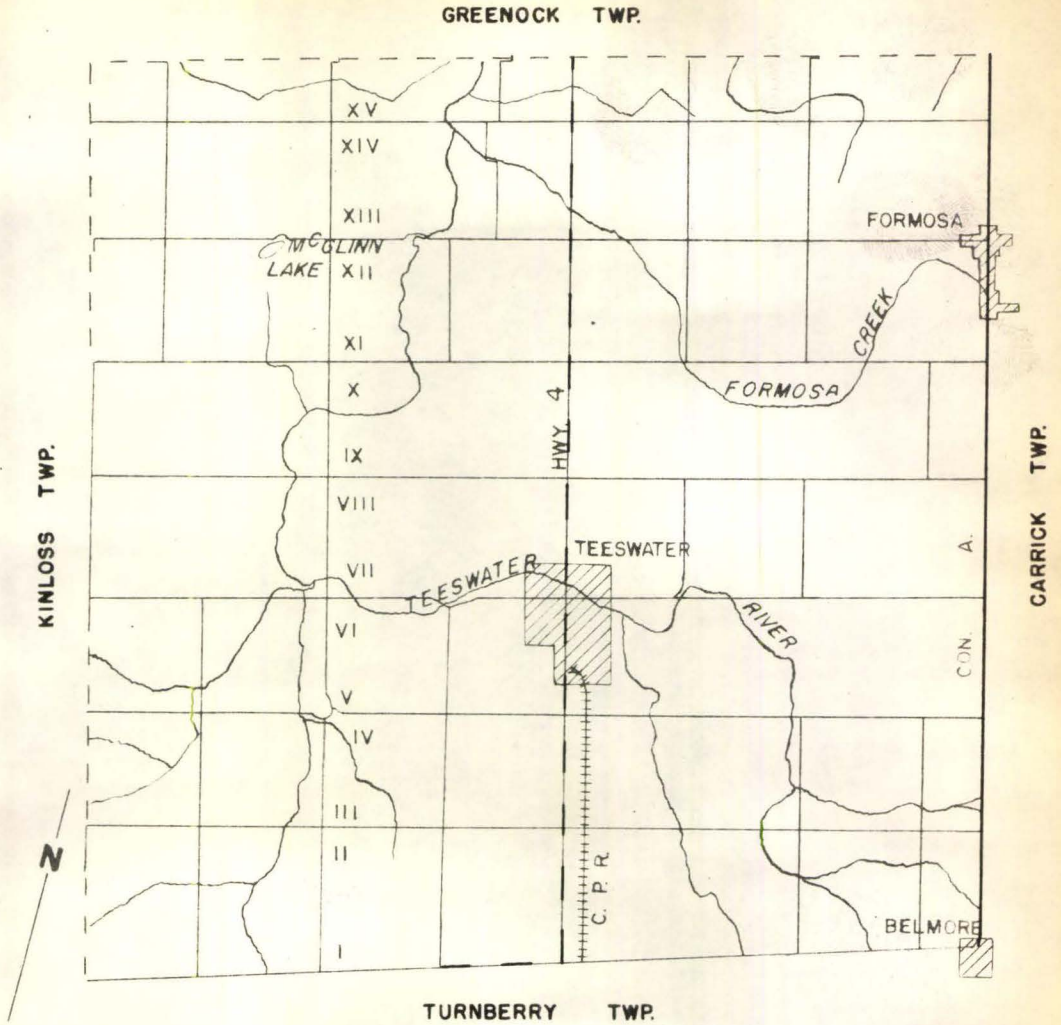 GREENOCK TWP.
XV
XIV
XIII
FORMOSA
McGLINN
LAKE
XII
CREEK
XI
X
FORMOSA
HWY. 4
KINLOSS TWP.
CARRICK TWP.
IX
VIII
CON. A.
TEESWATER
VII
TEESWATER
RIVER
VI
V
IV
III
N
II
C. P. R.
BELMORE
I
TURNBERRY TWP.